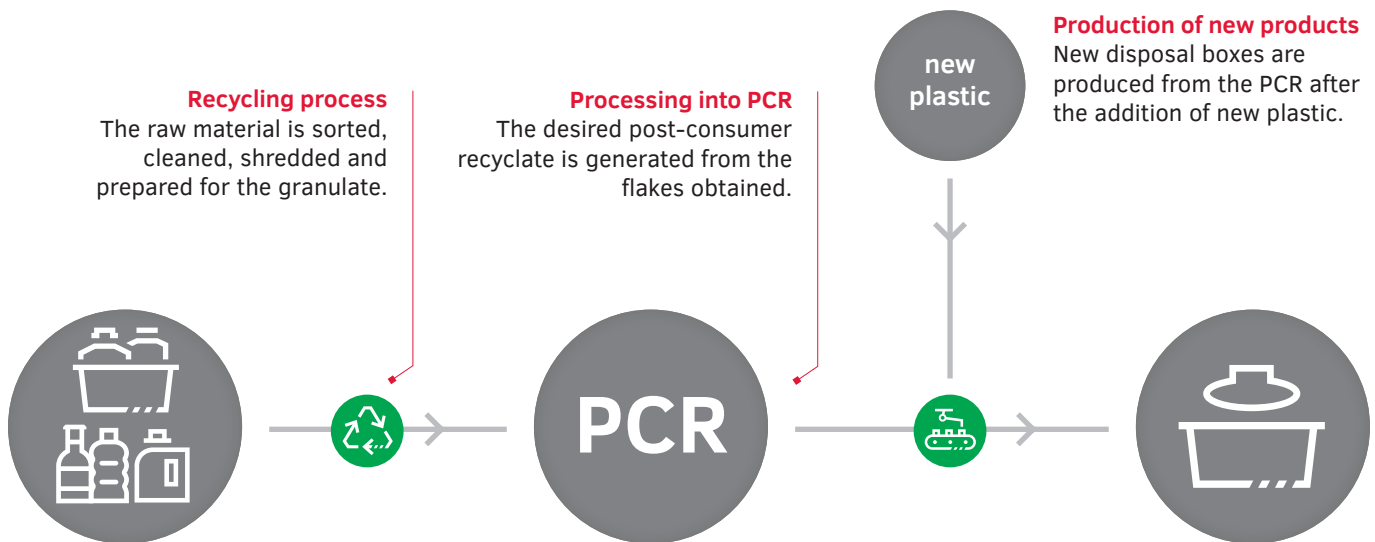 Recycling process
The raw material is sorted,
cleaned, shredded and
prepared for the granulate.
Processing into PCR
The desired post-consumer
recyclate is generated from the
flakes obtained.
new
plastic
Production of new products
New disposal boxes are
produced from the PCR after
the addition of new plastic.
PCR